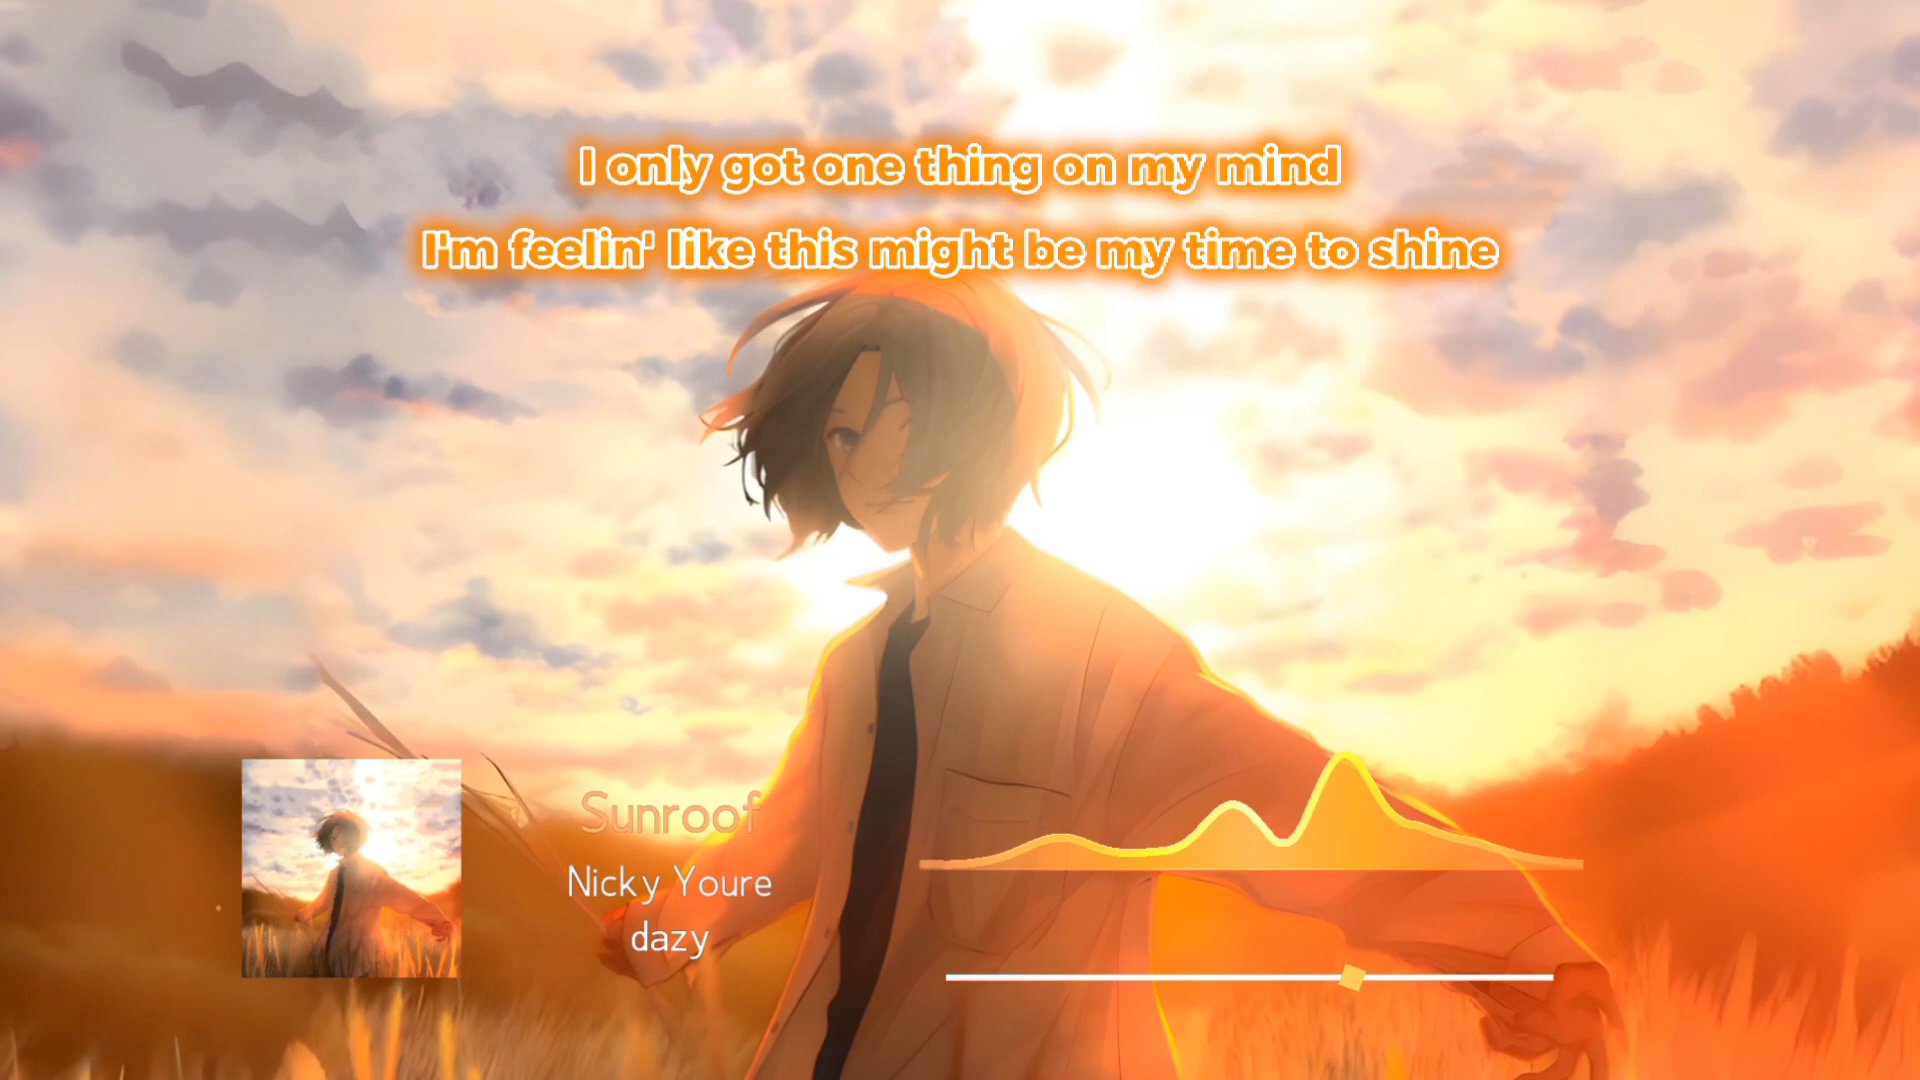 I only got one thing on my mind
I'm feelin' like this might be my time to shine
Sunroof
Nicky Youre
dazy